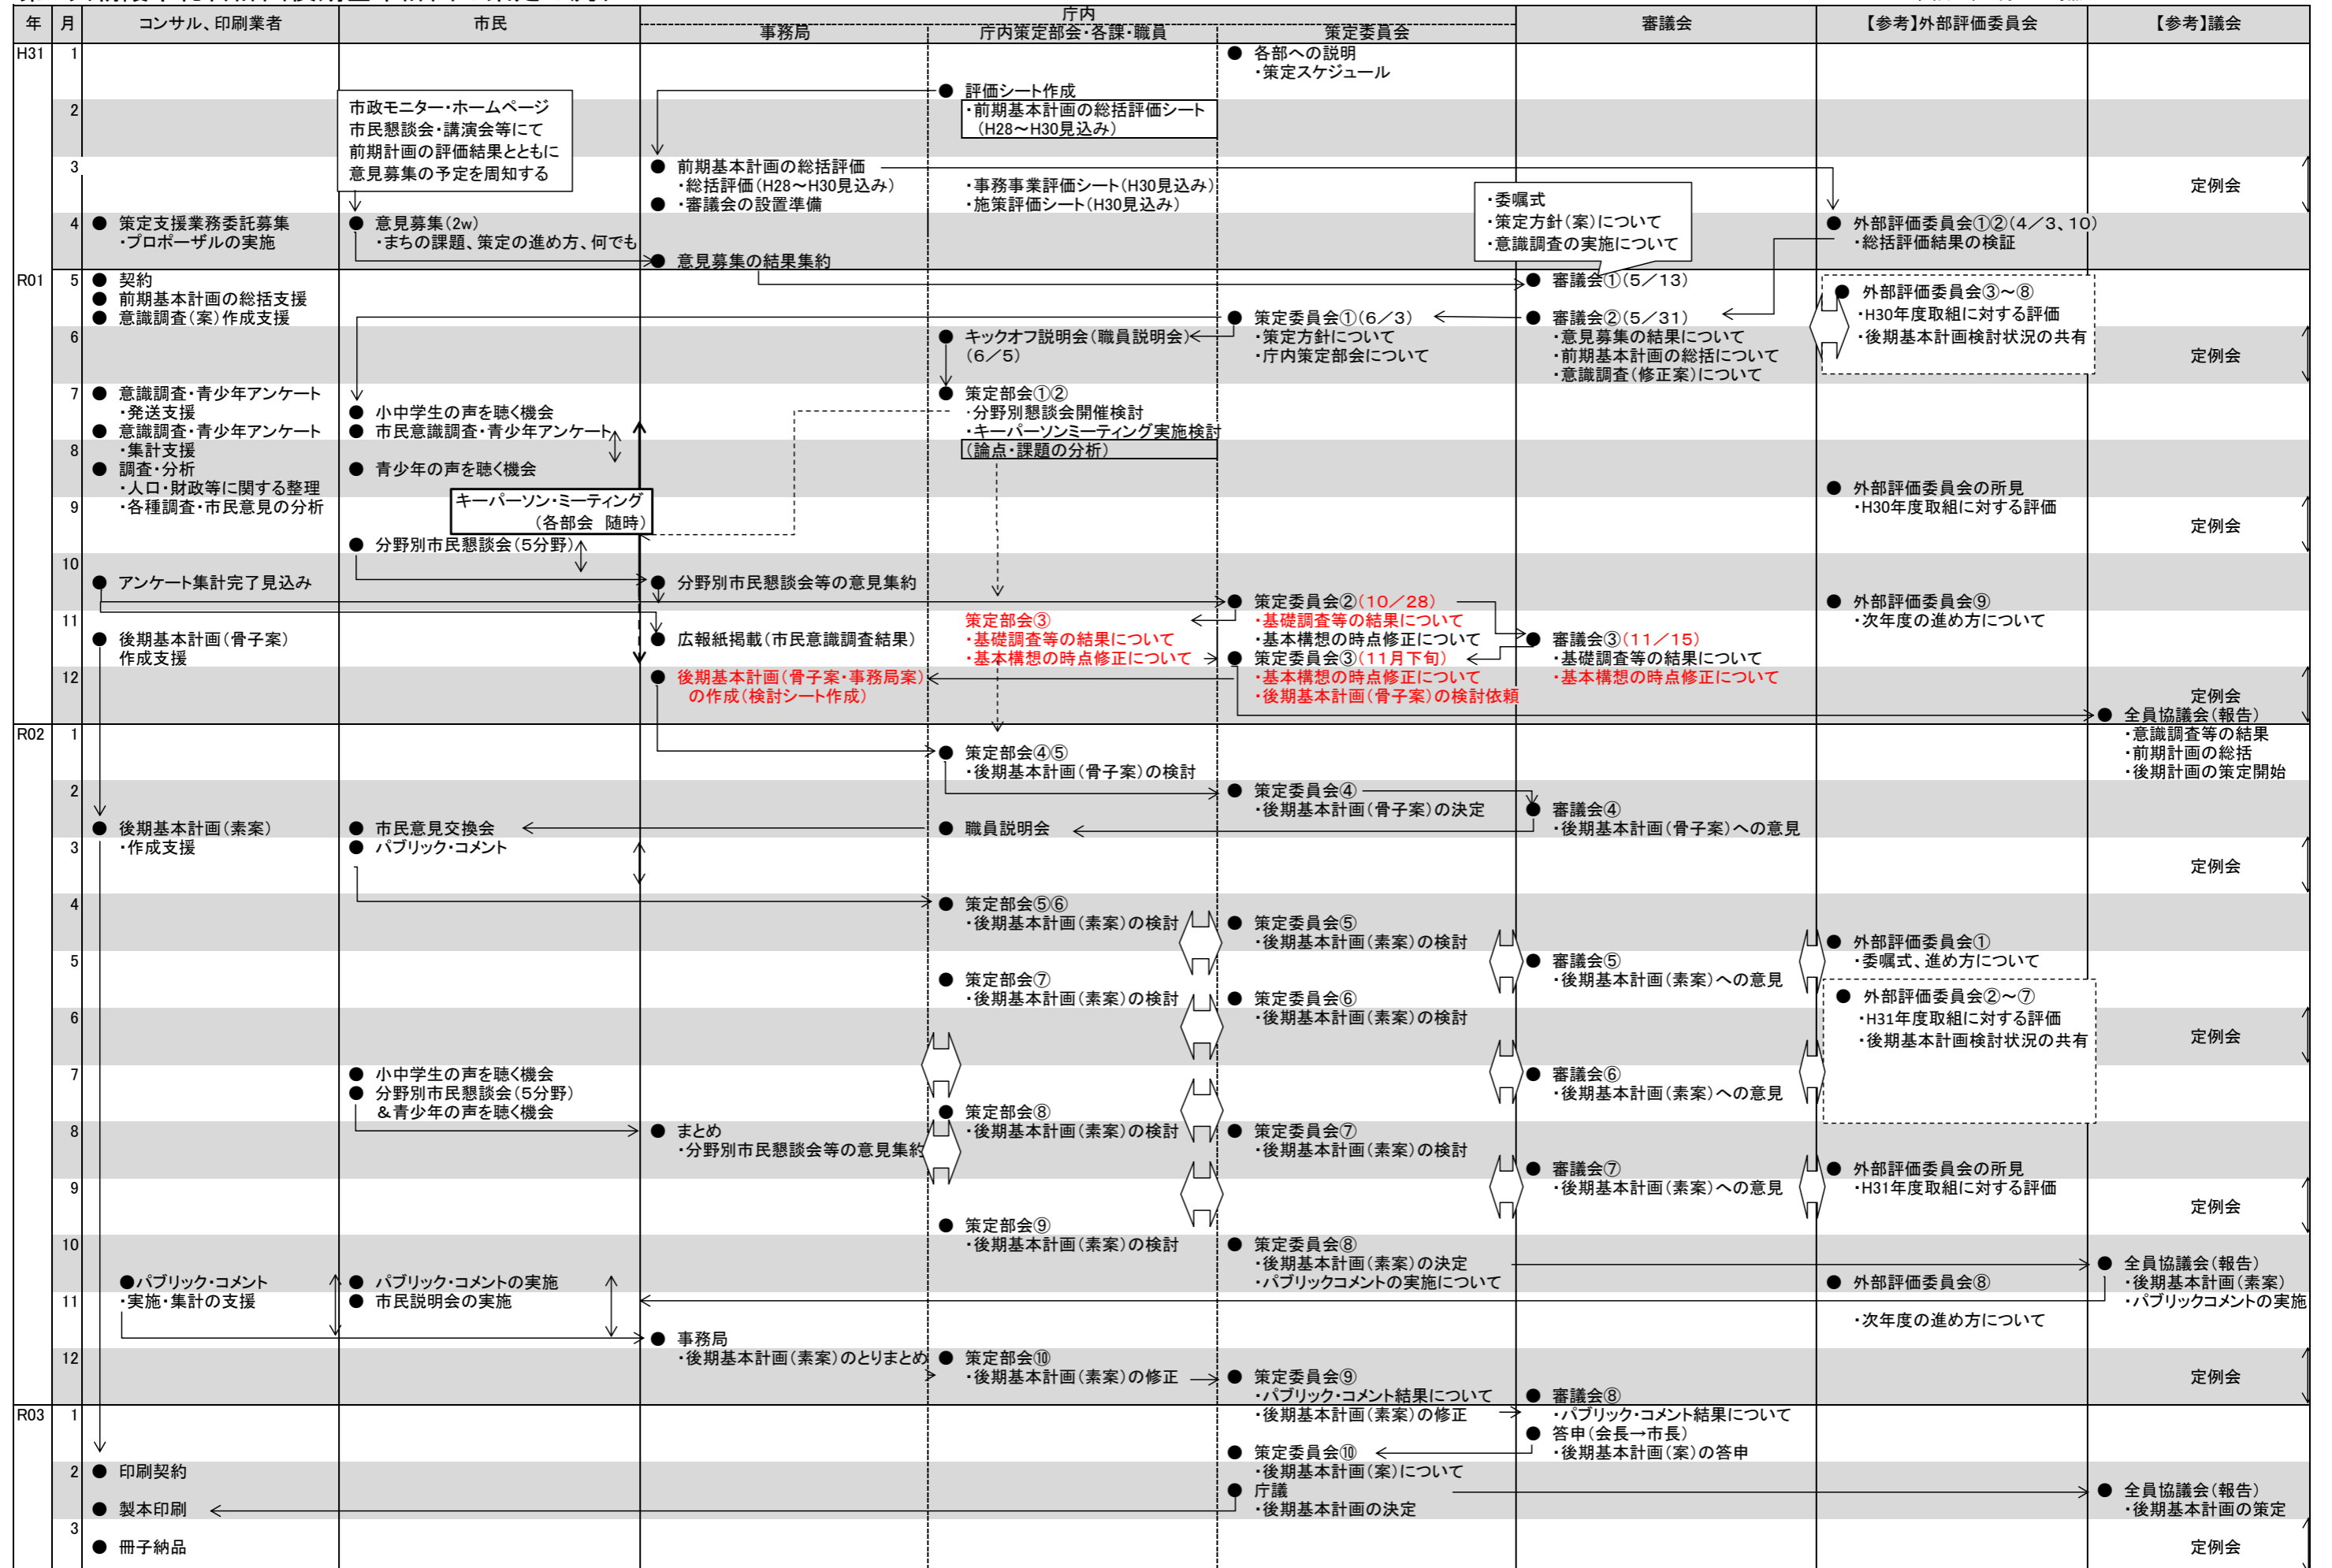 年
月
コンサル、印刷業者
市民
庁内
事務局
庁内策定部会・各課・職員
策定委員会
審議会
【参考】外部評価委員会
【参考】議会
H31
1
● 各部への説明
・策定スケジュール
● 評価シート作成
2
・前期基本計画の総括評価シート
(H28～H30見込み)
市政モニター・ホームページ
市民懇談会・講演会等にて
前期計画の評価結果とともに
意見募集の予定を周知する
3
● 前期基本計画の総括評価
・総括評価(H28～H30見込み)
・事務事業評価シート(H30見込み)
定例会
● ・審議会の設置準備
・施策評価シート(H30見込み)
・委嘱式
・策定方針(案)について
・意識調査の実施について
4
● 策定支援業務委託募集
・プロポーザルの実施
● 意見募集(2w)
・まちの課題、策定の進め方、何でも
● 外部評価委員会①②(4／3、10)
・総括評価結果の検証
● 意見募集の結果集約
R01
5
● 契約
● 前期基本計画の総括支援
● 意識調査(案)作成支援
● 審議会①(5／13)
● 外部評価委員会③～⑧
・H30年度取組に対する評価
・後期基本計画検討状況の共有
● 策定委員会①(6／3)
・策定方針について
・庁内策定部会について
● 審議会②(5／31)
・意見募集の結果について
・前期基本計画の総括について
・意識調査(修正案)について
6
● キックオフ説明会(職員説明会)
(6／5)
定例会
7
● 意識調査・青少年アンケート
・発送支援
● 意識調査・青少年アンケート
・集計支援
● 小中学生の声を聴く機会
● 市民意識調査・青少年アンケート
● 策定部会①②
・分野別懇談会開催検討
・キーパーソンミーティング実施検討
(論点・課題の分析)
8
● 調査・分析
・人口・財政等に関する整理
・各種調査・市民意見の分析
● 青少年の声を聴く機会
● 外部評価委員会の所見
・H30年度取組に対する評価
キーパーソン・ミーティング
(各部会 随時)
9
定例会
● 分野別市民懇談会(5分野)
10
● アンケート集計完了見込み
● 分野別市民懇談会等の意見集約
● 策定委員会②(10／28)
・基礎調査等の結果について
・基本構想の時点修正について
● 外部評価委員会⑨
・次年度の進め方について
11
策定部会③
・基礎調査等の結果について
・基本構想の時点修正について
● 後期基本計画(骨子案)
作成支援
● 広報紙掲載(市民意識調査結果)
● 審議会③(11／15)
・基礎調査等の結果について
・基本構想の時点修正について
● 策定委員会③(11月下旬)
・基本構想の時点修正について
・後期基本計画(骨子案)の検討依頼
12
● 後期基本計画(骨子案・事務局案)
の作成(検討シート作成)
定例会
● 全員協議会(報告)
・意識調査等の結果
・前期計画の総括
・後期計画の策定開始
R02
1
● 策定部会④⑤
・後期基本計画(骨子案)の検討
2
● 策定委員会④
・後期基本計画(骨子案)の決定
● 審議会④
・後期基本計画(骨子案)への意見
● 後期基本計画(素案)
・作成支援
● 市民意見交換会
● 職員説明会
3
● パブリック・コメント
定例会
4
● 策定部会⑤⑥
・後期基本計画(素案)の検討
● 策定委員会⑤
・後期基本計画(素案)の検討
● 外部評価委員会①
・委嘱式、進め方について
5
● 審議会⑤
・後期基本計画(素案)への意見
● 策定部会⑦
・後期基本計画(素案)の検討
● 策定委員会⑥
・後期基本計画(素案)の検討
● 外部評価委員会②～⑦
・H31年度取組に対する評価
・後期基本計画検討状況の共有
6
定例会
7
● 小中学生の声を聴く機会
● 分野別市民懇談会(5分野)
＆青少年の声を聴く機会
● 審議会⑥
・後期基本計画(素案)への意見
● 策定部会⑧
・後期基本計画(素案)の検討
8
● まとめ
・分野別市民懇談会等の意見集約
● 策定委員会⑦
・後期基本計画(素案)の検討
● 審議会⑦
・後期基本計画(素案)への意見
● 外部評価委員会の所見
・H31年度取組に対する評価
9
定例会
● 策定部会⑨
・後期基本計画(素案)の検討
10
● 策定委員会⑧
・後期基本計画(素案)の決定
・パブリックコメントの実施について
● 全員協議会(報告)
・後期基本計画(素案)
・パブリックコメントの実施
●パブリック・コメント
・実施・集計の支援
● パブリック・コメントの実施
● 市民説明会の実施
● 外部評価委員会⑧
・次年度の進め方について
11
● 事務局
・後期基本計画(素案)のとりまとめ
12
● 策定部会⑩
・後期基本計画(素案)の修正
● 策定委員会⑨
・パブリック・コメント結果について
・後期基本計画(素案)の修正
定例会
● 審議会⑧
・パブリック・コメント結果について
R03
1
● 答申(会長→市長)
・後期基本計画(案)の答申
● 策定委員会⑩
・後期基本計画(案)について
2
● 印刷契約
● 庁議
・後期基本計画の決定
● 全員協議会(報告)
・後期基本計画の策定
● 製本印刷
3
● 冊子納品
定例会